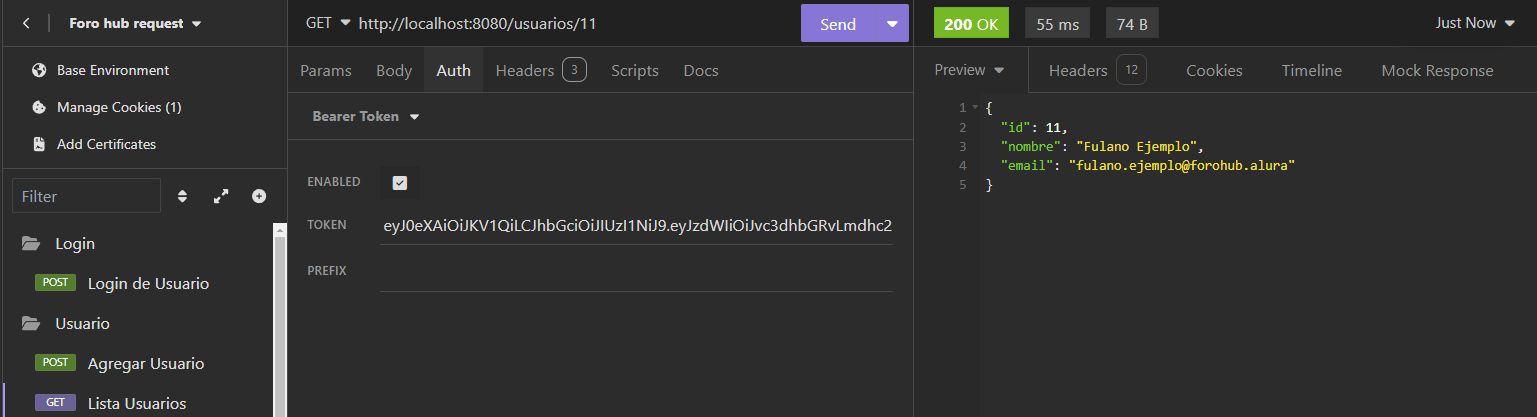 Foro hub request
Base Environment
Manage Cookies (1)
Add Certificates
Filter
Login
POST Login de Usuario
Usuario
POST Agregar Usuario
GET Lista Usuarios
GET http://localhost:8080/usuarios/11 Send
Params Body Auth Headers 3 Scripts Docs
Bearer Token
ENABLED
TOKEN eyJ0eXAiOiJKV1QiLCJhbGciOiJIUzI1NiJ9.eyJzdWIiOiJvc3dhbGRvLmdhc2
PREFIX
200 OK 55 ms 74 B Just Now
Preview Headers 12 Cookies Timeline Mock Response
1 {
2 "id": 11,
3 "nombre": "Fulano Ejemplo",
4 "email": "fulano.ejemplo@forohub.alura"
5 }